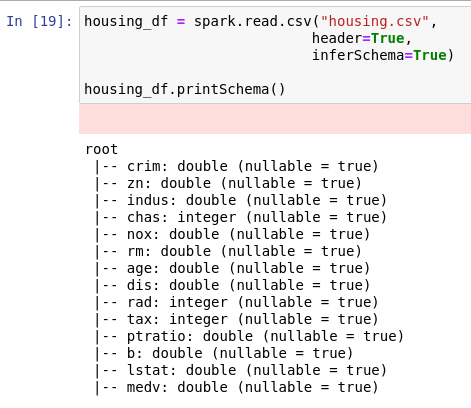 In [19]: housing_df = spark.read.csv("housing.csv",
header=True,
inferSchema=True)
housing_df.printSchema()
root
|-- crim: double (nullable = true)
|-- zn: double (nullable = true)
|-- indus: double (nullable = true)
|-- chas: integer (nullable = true)
|-- nox: double (nullable = true)
|-- rm: double (nullable = true)
|-- age: double (nullable = true)
|-- dis: double (nullable = true)
|-- rad: integer (nullable = true)
|-- tax: integer (nullable = true)
|-- ptratio: double (nullable = true)
|-- b: double (nullable = true)
|-- lstat: double (nullable = true)
|-- medv: double (nullable = true)